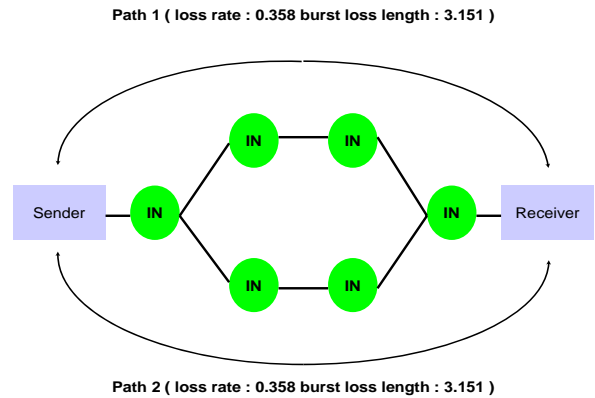 Path 1 ( loss rate : 0.358 burst loss length : 3.151 )
IN
IN
Sender
IN
IN
Receiver
IN
IN
Path 2 ( loss rate : 0.358 burst loss length : 3.151 )